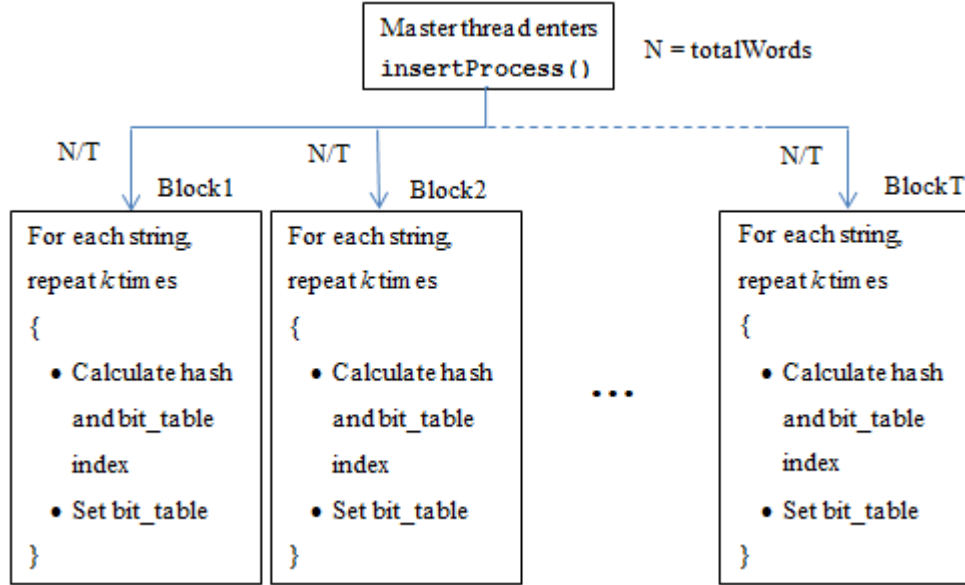 Master thread enters
insertProcess()
N = totalWords
N/T
N/T
N/T
Block1
Block2
BlockT
For each string,
repeat k times
{
• Calculate hash
and bit_table
index
• Set bit_table
}
For each string,
repeat k times
{
• Calculate hash
and bit_table
index
• Set bit_table
}
...
For each string,
repeat k times
{
• Calculate hash
and bit_table
index
• Set bit_table
}